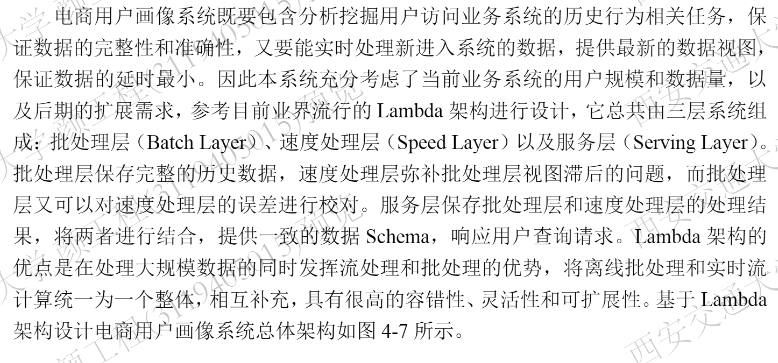 电商用户画像系统既要包含分析挖掘用户访问业务系统的历史行为相关任务，保
证数据的完整性和准确性，又要能实时处理新进入系统的数据，提供最新的数据视图，
保证数据的延时最小。因此本系统充分考虑了当前业务系统的用户规模和数据量，以
及后期的扩展需求，参考目前业界流行的 Lambda 架构进行设计，它总共由三层系统组
成：批处理层（Batch Layer）、速度处理层（Speed Layer）以及服务层（Serving Layer）。
批处理层保存完整的历史数据，速度处理层弥补批处理层视图滞后的问题，而批处理
层又可以对速度处理层的误差进行校对。服务层保存批处理层和速度处理层的处理结
果，将两者进行结合，提供一致的数据 Schema，响应用户查询请求。Lambda 架构的
优点是在处理大规模数据的同时发挥流处理和批处理的优势，将离线批处理和实时流
计算统一为一个整体，相互补充，具有很高的容错性、灵活性和可扩展性。基于 Lambda
架构设计电商用户画像系统总体架构如图 4-7 所示。